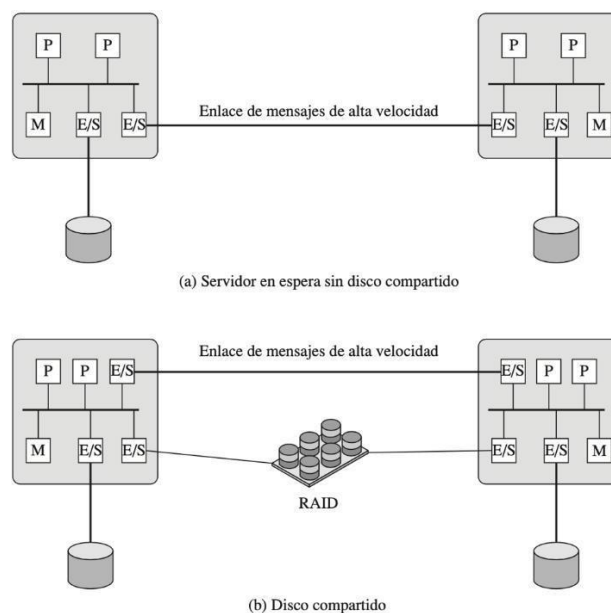 P P P P
Enlace de mensajes de alta velocidad
M E/S E/S E/S E/S M
(a) Servidor en espera sin disco compartido
Enlace de mensajes de alta velocidad
P P E/S E/S P P
M E/S E/S E/S E/S M
RAID
(b) Disco compartido